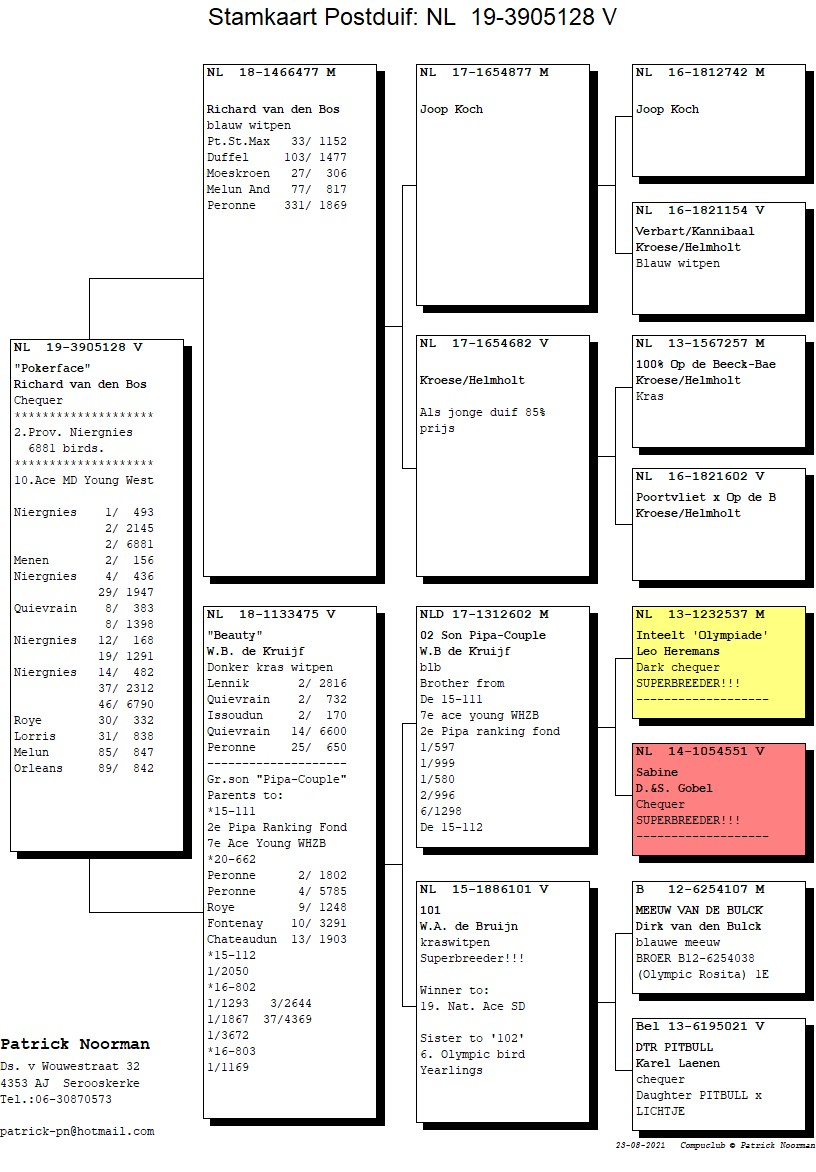 Stamkaart Postduif: NL  19-3905128 V
NL  19-3905128 V
"Pokerface"
Richard van den Bos
Chequer
********************
2.Prov. Niergnies
6881 birds.
********************
10.Ace MD Young West
Niergnies    1/  493
2/ 2145
2/ 6881
Menen        2/  156
Niergnies    4/  436
29/ 1947
Quievrain    8/  383
8/ 1398
Niergnies   12/  168
19/ 1291
Niergnies   14/  482
37/ 2312
46/ 6790
Roye        30/  332
Lorris      31/  838
Melun       85/  847
Orleans     89/  842
NL  18-1466477 M
Richard van den Bos
blauw witpen
Pt.St.Max   33/ 1152
Duffel     103/ 1477
Moeskroen   27/  306
Melun And   77/  817
Peronne    331/ 1869
NL  18-1133475 V
"Beauty"
W.B. de Kruijf
Donker kras witpen
Lennik       2/ 2816
Quievrain    2/  732
Issoudun     2/  170
Quievrain   14/ 6600
Peronne     25/  650
--------------------
Gr.son "Pipa-Couple"
Parents to:
*15-111
2e Pipa Ranking Fond
7e Ace Young WHZB
*20-662
Peronne      2/ 1802
Peronne      4/ 5785
Roye         9/ 1248
Fontenay    10/ 3291
Chateaudun  13/ 1903
*15-112
1/2050
*16-802
1/1293   3/2644
1/1867  37/4369
1/3672
*16-803
1/1169
NL  17-1654877 M
Joop Koch
NL  17-1654682 V
Kroese/Helmholt
Als jonge duif 85%
prijs
NLD 17-1312602 M
02 Son Pipa-Couple
W.B de Kruijf
blb
Brother from
De 15-111
7e ace young WHZB
2e Pipa ranking fond
1/597
1/999
1/580
2/996
6/1298
De 15-112
NL  15-1886101 V
101
W.A. de Bruijn
kraswitpen
Superbreeder!!!
Winner to:
19. Nat. Ace SD
Sister to '102'
6. Olympic bird
Yearlings
NL  16-1812742 M
Joop Koch
NL  16-1821154 V
Verbart/Kannibaal
Kroese/Helmholt
Blauw witpen
NL  13-1567257 M
100% Op de Beeck-Bae
Kroese/Helmholt
Kras
NL  16-1821602 V
Poortvliet x Op de B
Kroese/Helmholt
NL  13-1232537 M
Inteelt 'Olympiade'
Leo Heremans
Dark chequer
SUPERBREEDER!!!
-------------------
NL  14-1054551 V
Sabine
D.&S. Gobel
Chequer
SUPERBREEDER!!!
-------------------
B   12-6254107 M
MEEUW VAN DE BULCK
Dirk van den Bulck
blauwe meeuw
BROER B12-6254038
(Olympic Rosita) 1E
Bel 13-6195021 V
DTR PITBULL
Karel Laenen
chequer
Daughter PITBULL x
LICHTJE
Patrick Noorman
Ds. v Wouwestraat 32
4353 AJ  Serooskerke
Tel.:06-30870573
patrick-pn@hotmail.com
23-08-2021   Compuclub © Patrick Noorman